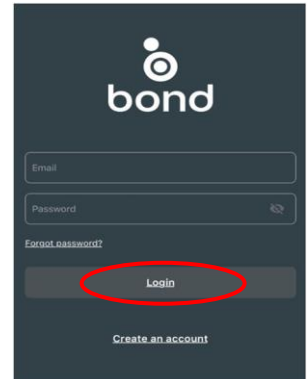 bond
Email
Password
Forgot password?
Login
Create an account